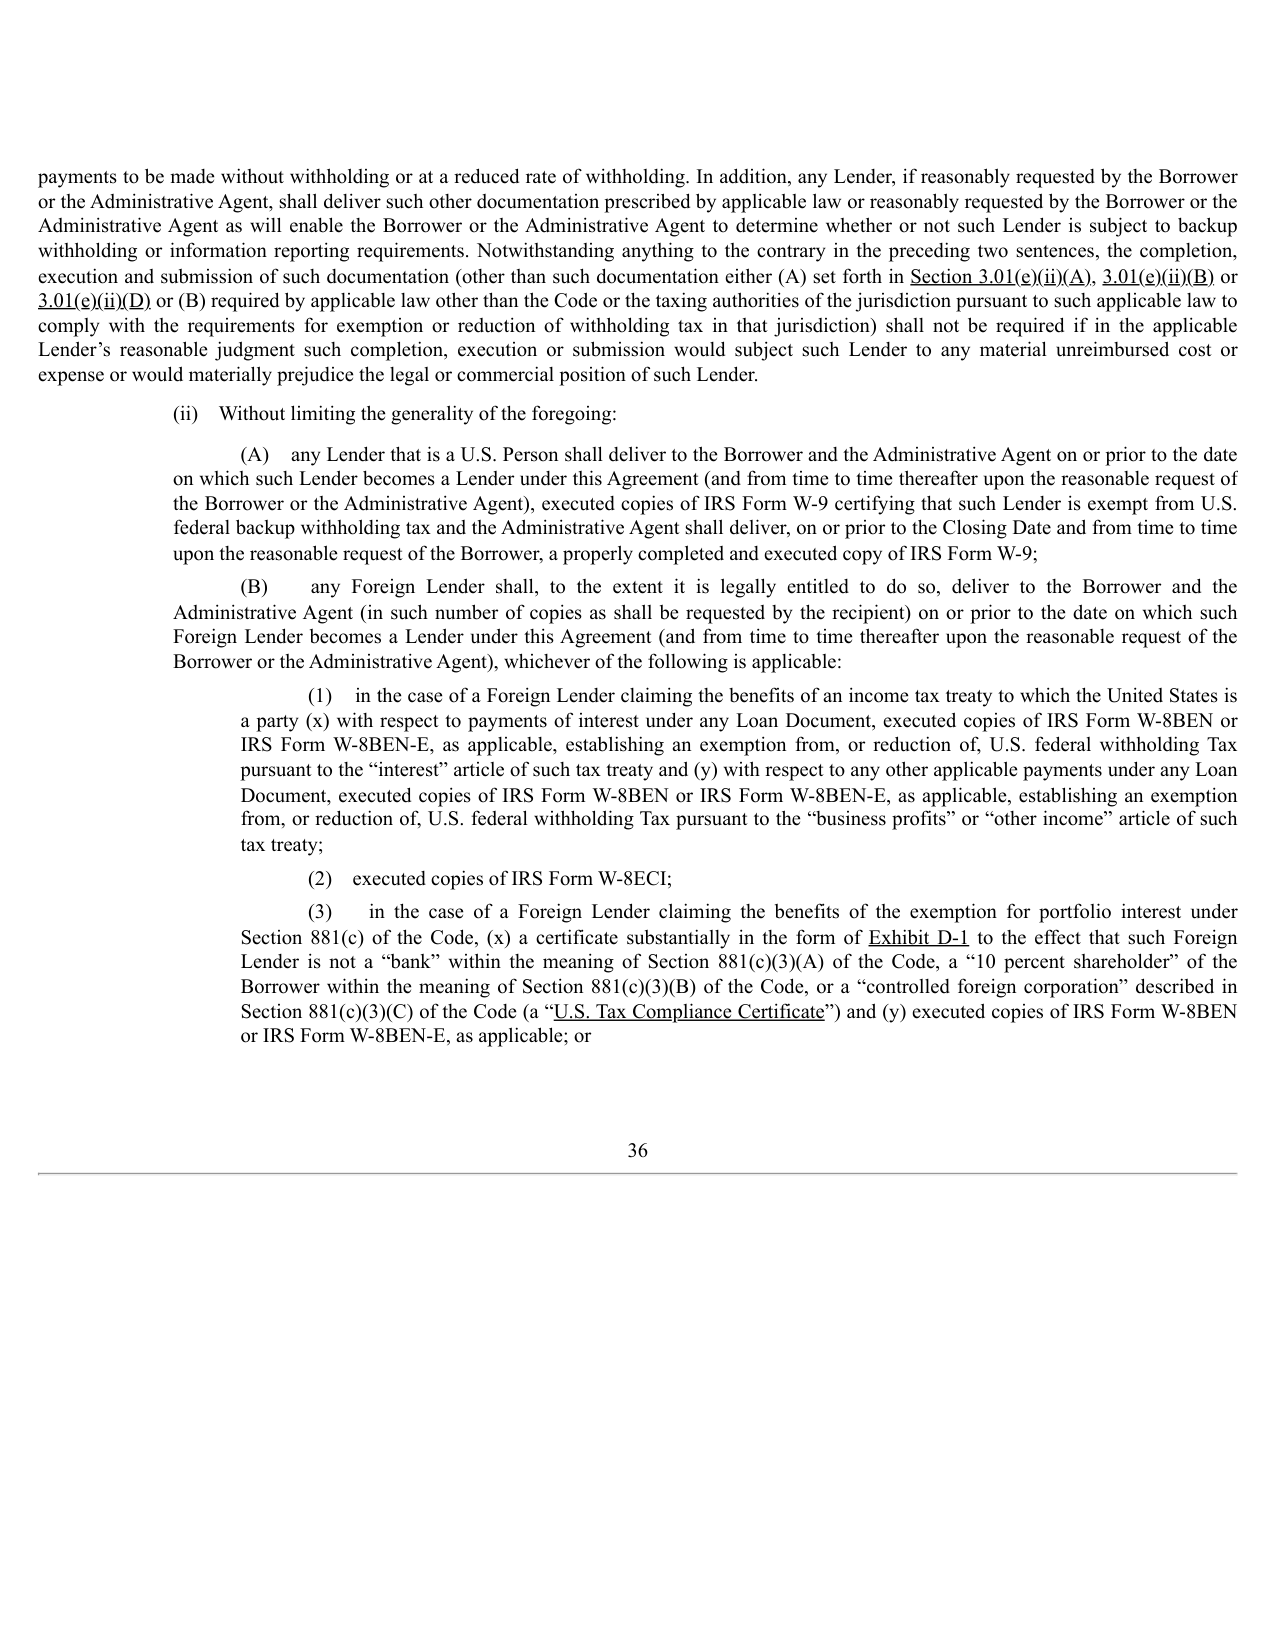 payments to be made without withholding or at a reduced rate of withholding. In addition, any Lender, if reasonably requested by the Borrower
or the Administrative Agent, shall deliver such other documentation prescribed by applicable law or reasonably requested by the Borrower or the
Administrative Agent as will enable the Borrower or the Administrative Agent to determine whether or not such Lender is subject to backup
withholding or information reporting requirements. Notwithstanding anything to the contrary in the preceding two sentences, the completion,
execution and submission of such documentation (other than such documentation either (A) set forth in Section 3.01(e)(ii)(A), 3.01(e)(ii)(B) or
3.01(e)(ii)(D) or (B) required by applicable law other than the Code or the taxing authorities of the jurisdiction pursuant to such applicable law to
comply with the requirements for exemption or reduction of withholding tax in that jurisdiction) shall not be required if in the applicable
Lender’s reasonable judgment such completion, execution or submission would subject such Lender to any material unreimbursed cost or
expense or would materially prejudice the legal or commercial position of such Lender.
(ii) Without limiting the generality of the foregoing:
(A) any Lender that is a U.S. Person shall deliver to the Borrower and the Administrative Agent on or prior to the date
on which such Lender becomes a Lender under this Agreement (and from time to time thereafter upon the reasonable request of
the Borrower or the Administrative Agent), executed copies of IRS Form W-9 certifying that such Lender is exempt from U.S.
federal backup withholding tax and the Administrative Agent shall deliver, on or prior to the Closing Date and from time to time
upon the reasonable request of the Borrower, a properly completed and executed copy of IRS Form W-9;
(B) any Foreign Lender shall, to the extent it is legally entitled to do so, deliver to the Borrower and the
Administrative Agent (in such number of copies as shall be requested by the recipient) on or prior to the date on which such
Foreign Lender becomes a Lender under this Agreement (and from time to time thereafter upon the reasonable request of the
Borrower or the Administrative Agent), whichever of the following is applicable:
(1) in the case of a Foreign Lender claiming the benefits of an income tax treaty to which the United States is
a party (x) with respect to payments of interest under any Loan Document, executed copies of IRS Form W-8BEN or
IRS Form W-8BEN-E, as applicable, establishing an exemption from, or reduction of, U.S. federal withholding Tax
pursuant to the “interest” article of such tax treaty and (y) with respect to any other applicable payments under any Loan
Document, executed copies of IRS Form W-8BEN or IRS Form W-8BEN-E, as applicable, establishing an exemption
from, or reduction of, U.S. federal withholding Tax pursuant to the “business profits” or “other income” article of such
tax treaty;
(2) executed copies of IRS Form W-8ECI;
(3) in the case of a Foreign Lender claiming the benefits of the exemption for portfolio interest under
Section 881(c) of the Code, (x) a certificate substantially in the form of Exhibit D-1 to the effect that such Foreign
Lender is not a “bank” within the meaning of Section 881(c)(3)(A) of the Code, a “10 percent shareholder” of the
Borrower within the meaning of Section 881(c)(3)(B) of the Code, or a “controlled foreign corporation” described in
Section 881(c)(3)(C) of the Code (a “U.S. Tax Compliance Certificate”) and (y) executed copies of IRS Form W-8BEN
or IRS Form W-8BEN-E, as applicable; or
36